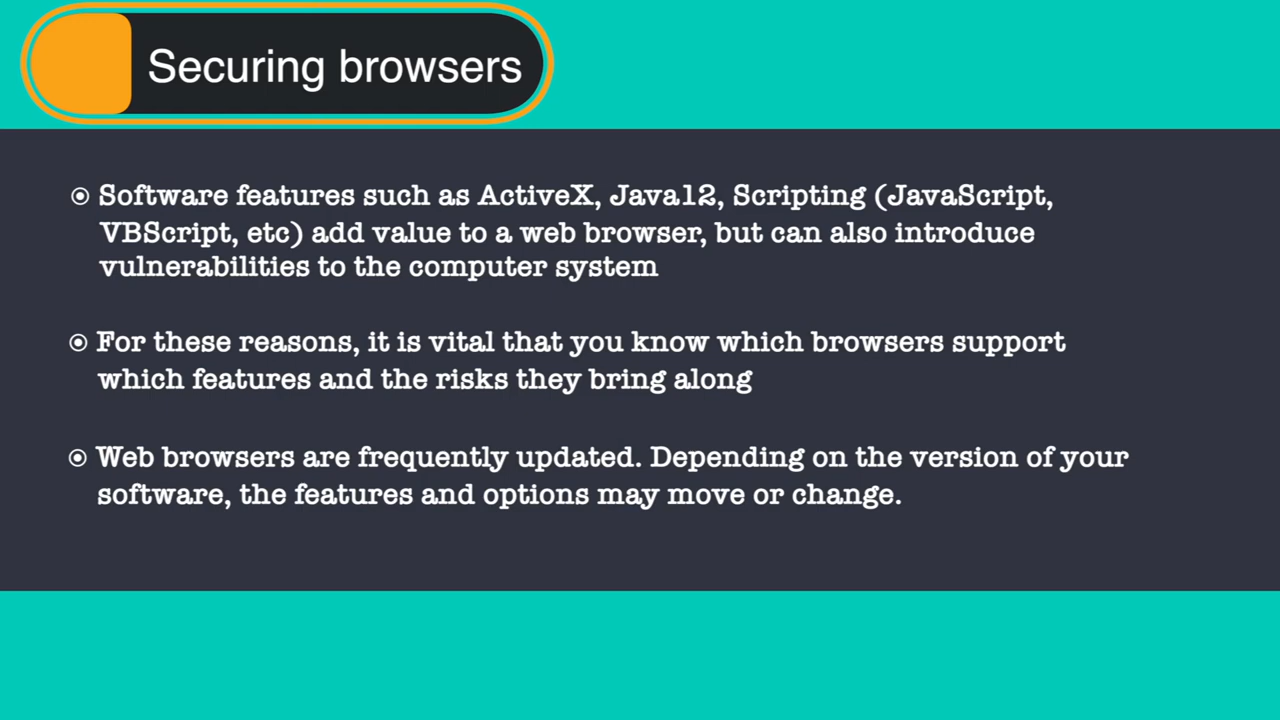 Securing browsers
Software features such as ActiveX, Java12, Scripting (JavaScript,
VBScript, etc) add value to a web browser, but can also introduce
vulnerabilities to the computer system
For these reasons, it is vital that you know which browsers support
which features and the risks they bring along
Web browsers are frequently updated. Depending on the version of your
software, the features and options may move or change.